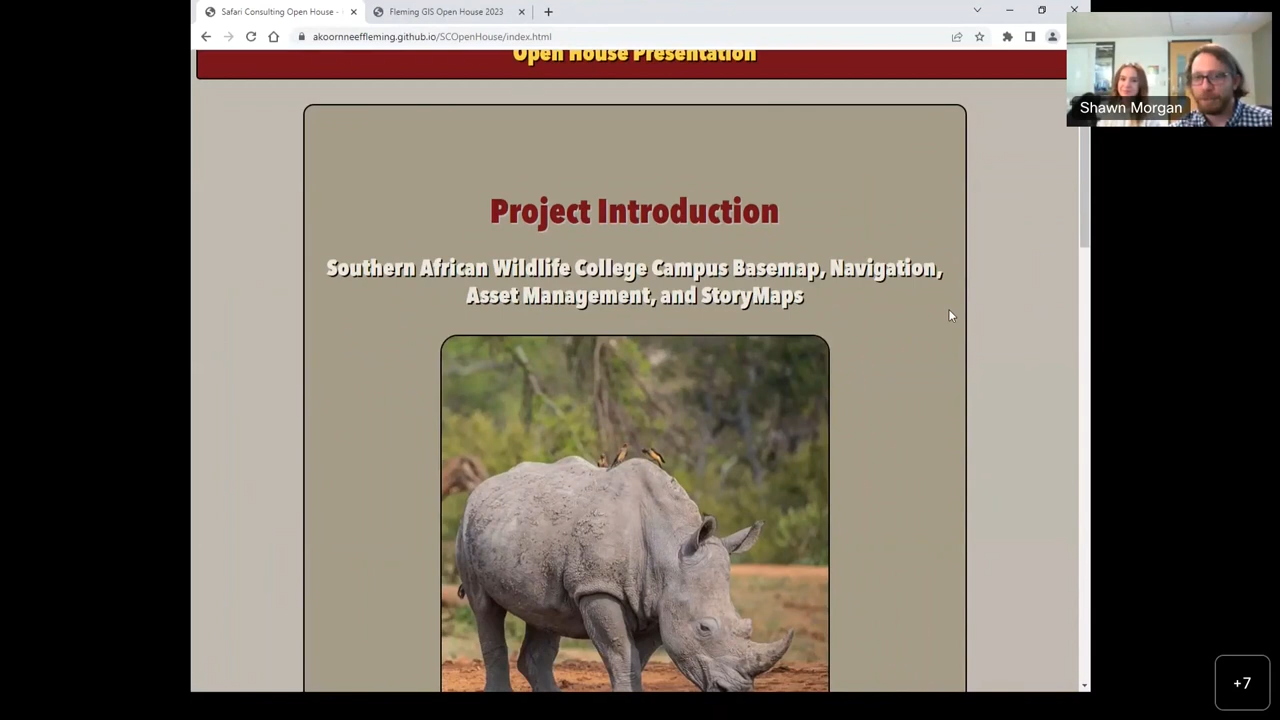 Safari Consulting Open House -
Fleming GIS Open House 2023
akoornneeffleming.github.io/SCOpenHouse/index.html
Open House Presentation
Shawn Morgan
Project Introduction
Southern African Wildlife College Campus Basemap, Navigation,
Asset Management, and StoryMaps
+7